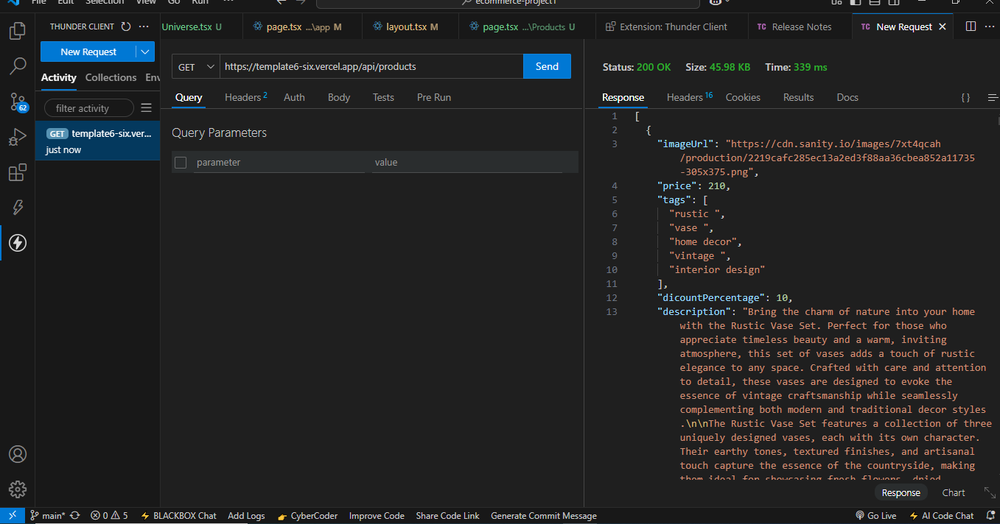 File Edit Selection View Go Run ··· ecommerce-project1
THUNDER CLIENT ···
Universe.tsx U
page.tsx ...\app M
layout.tsx M
page.tsx ...\Products U
Extension: Thunder Client
TC Release Notes
TC New Request
···
New Request
Activity Collections Env
filter activity
GET template6-six.ver...
just now
62
GET https://template6-six.vercel.app/api/products Send
Query Headers 2 Auth Body Tests Pre Run
Query Parameters
parameter value
Status: 200 OK Size: 45.98 KB Time: 339 ms
Response Headers 16 Cookies Results Docs { }
1 [
2 {
3 "imageUrl": "https://cdn.sanity.io/images/7xt4qcah
/production/2219cafc285ec13a2ed3f88aa36cbea852a11735
-305x375.png",
4 "price": 210,
5 "tags": [
6 "rustic ",
7 "vase ",
8 "home decor",
9 "vintage ",
10 "interior design"
11 ],
12 "dicountPercentage": 10,
13 "description": "Bring the charm of nature into your home
with the Rustic Vase Set. Perfect for those who
appreciate timeless beauty and a warm, inviting
atmosphere, this set of vases adds a touch of rustic
elegance to any space. Crafted with care and attention
to detail, these vases are designed to evoke the
essence of vintage craftsmanship while seamlessly
complementing both modern and traditional decor styles
.\n\nThe Rustic Vase Set features a collection of three
uniquely designed vases, each with its own character.
Their earthy tones, textured finishes, and artisanal
touch capture the essence of the countryside, making
them ideal for showcasing fresh flowers, dried
Response Chart
main* 0 5 BLACKBOX Chat Add Logs CyberCoder Improve Code Share Code Link Generate Commit Message Go Live AI Code Chat